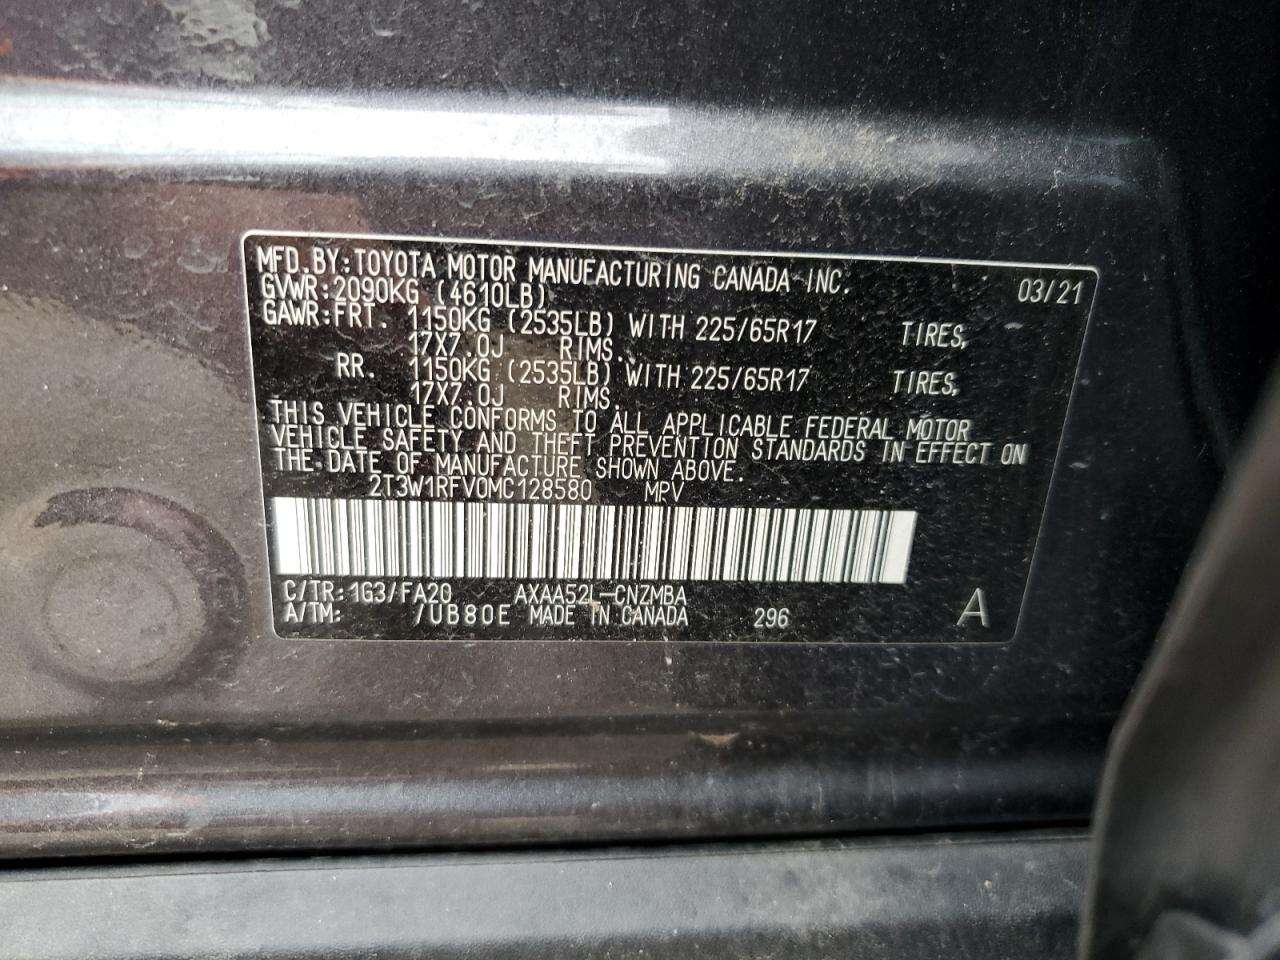 MFD.BY:TOYOTA MOTOR MANUFACTURING CANADA INC. 03/21
GVWR:2090KG (4610LB)
GAWR:FRT. 1150KG (2535LB) WITH 225/65R17 TIRES,
17X7.0J RIMS.
RR. 1150KG (2535LB) WITH 225/65R17 TIRES,
17X7.0J RIMS.
THIS VEHICLE CONFORMS TO ALL APPLICABLE FEDERAL MOTOR
VEHICLE SAFETY AND THEFT PREVENTION STANDARDS IN EFFECT ON
THE DATE OF MANUFACTURE SHOWN ABOVE.
2T3W1RFV0MC128580 MPV
C/TR:1G3/FA20 AXAA52L-CNZMBA
A/TM: /UB80E MADE IN CANADA 296 A